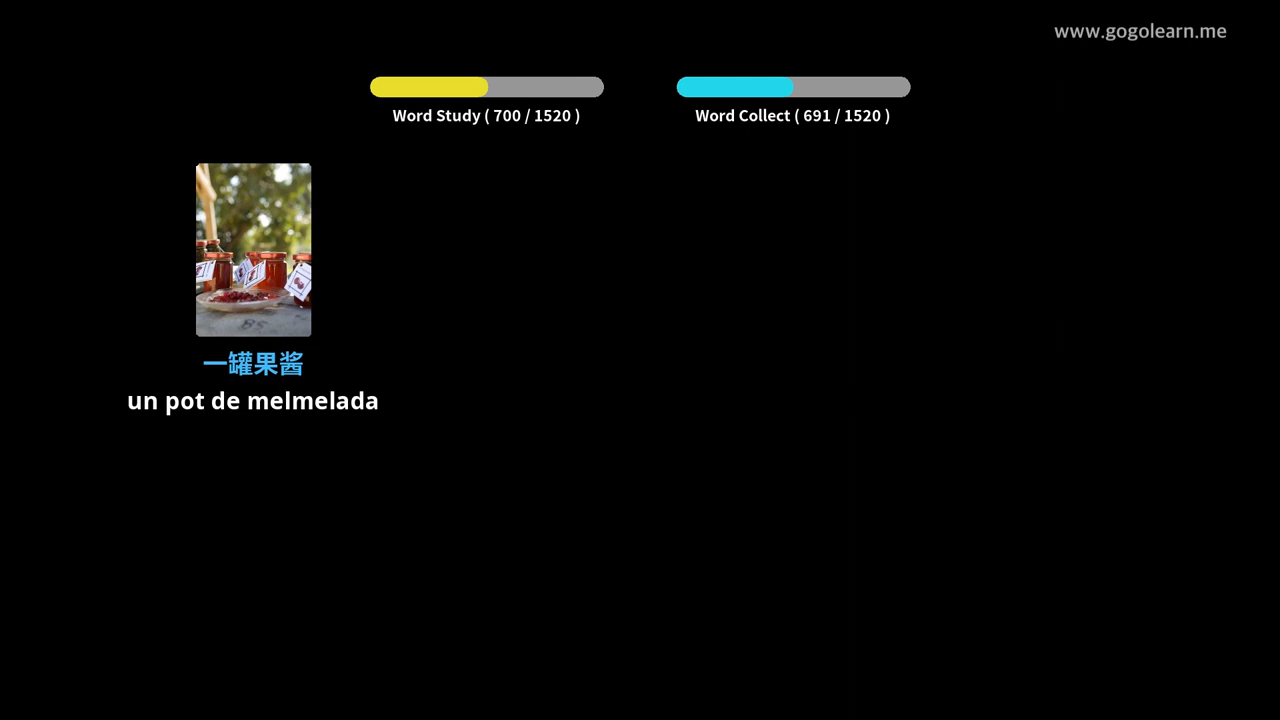 www.gogolearn.me
Word Study ( 700 / 1520 )
Word Collect ( 691 / 1520 )
一罐果酱
un pot de melmelada